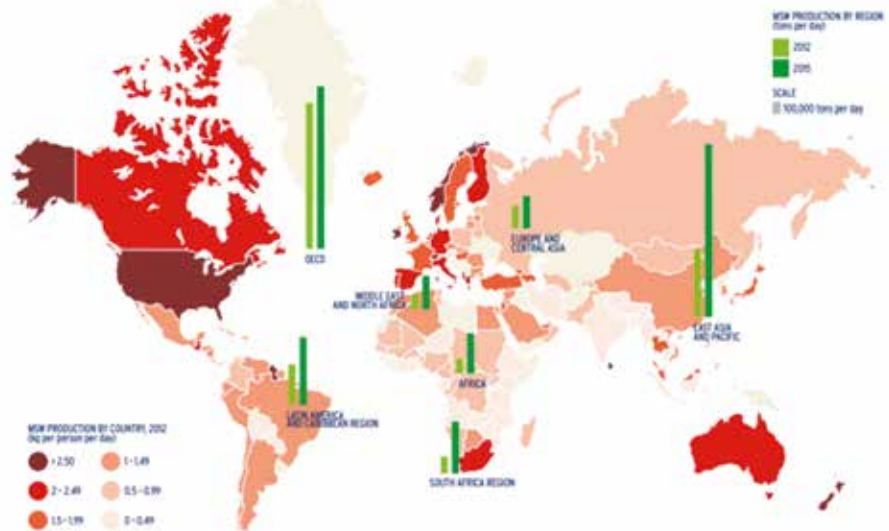 MSW PRODUCTION BY REGION
(tons per day)
2012
2015
SCALE
100,000 tons per day
OECD
EUROPE AND
CENTRAL ASIA
MIDDLE EAST
AND NORTH AFRICA
EAST ASIA
AND PACIFIC
AFRICA
LATIN AMERICA
AND CARIBBEAN REGION
SOUTH AFRICA REGION
MSW PRODUCTION BY COUNTRY, 2012
(kg per person per day)
> 2.50
2 - 2.49
1.5 - 1.99
1 - 1.49
0.5 - 0.99
0 - 0.49